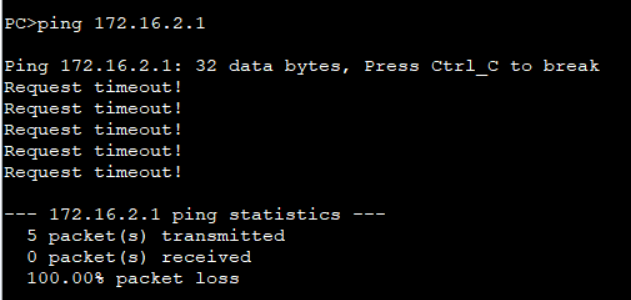 PC>ping 172.16.2.1
Ping 172.16.2.1: 32 data bytes, Press Ctrl_C to break
Request timeout!
Request timeout!
Request timeout!
Request timeout!
Request timeout!
--- 172.16.2.1 ping statistics ---
5 packet(s) transmitted
0 packet(s) received
100.00% packet loss